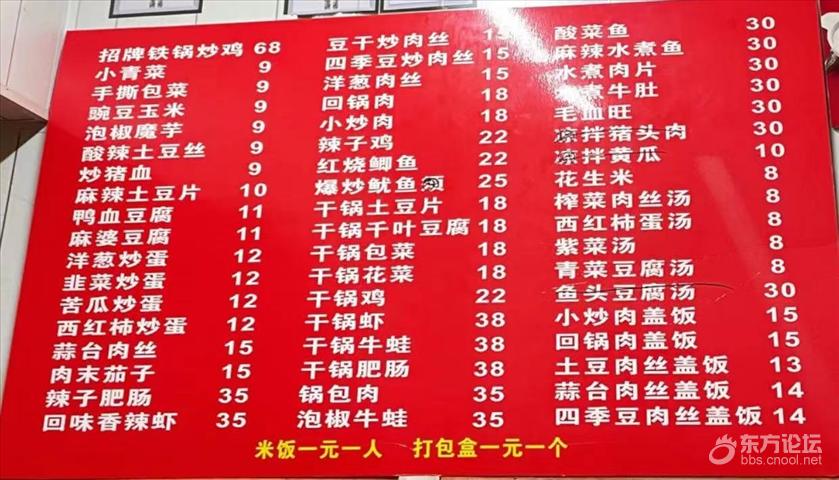 招牌铁锅炒鸡 68
小青菜 9
手撕包菜 9
豌豆玉米 9
泡椒魔芋 9
酸辣土豆丝 9
炒猪血 9
麻辣土豆片 10
鸭血豆腐 11
麻婆豆腐 11
洋葱炒蛋 12
韭菜炒蛋 12
苦瓜炒蛋 12
西红柿炒蛋 12
蒜台肉丝 15
肉末茄子 15
辣子肥肠 35
回味香辣虾 35
豆干炒肉丝 15
四季豆炒肉丝 15
洋葱肉丝 15
回锅肉 18
小炒肉 18
辣子鸡 22
红烧鲫鱼 22
爆炒鱿鱼须 25
干锅土豆片 18
干锅千叶豆腐 18
干锅包菜 18
干锅花菜 18
干锅鸡 22
干锅虾 38
干锅牛蛙 38
干锅肥肠 38
锅包肉 35
泡椒牛蛙 35
酸菜鱼 30
麻辣水煮鱼 30
水煮肉片 30
水煮牛肚 30
毛血旺 30
凉拌猪头肉 30
凉拌黄瓜 10
花生米 8
榨菜肉丝汤 8
西红柿蛋汤 8
紫菜汤 8
青菜豆腐汤 8
鱼头豆腐汤 30
小炒肉盖饭 15
回锅肉盖饭 15
土豆肉丝盖饭 13
蒜台肉丝盖饭 14
四季豆肉丝盖饭 14
米饭一元一人 打包盒一元一个
东方论坛
bbs.cnool.net